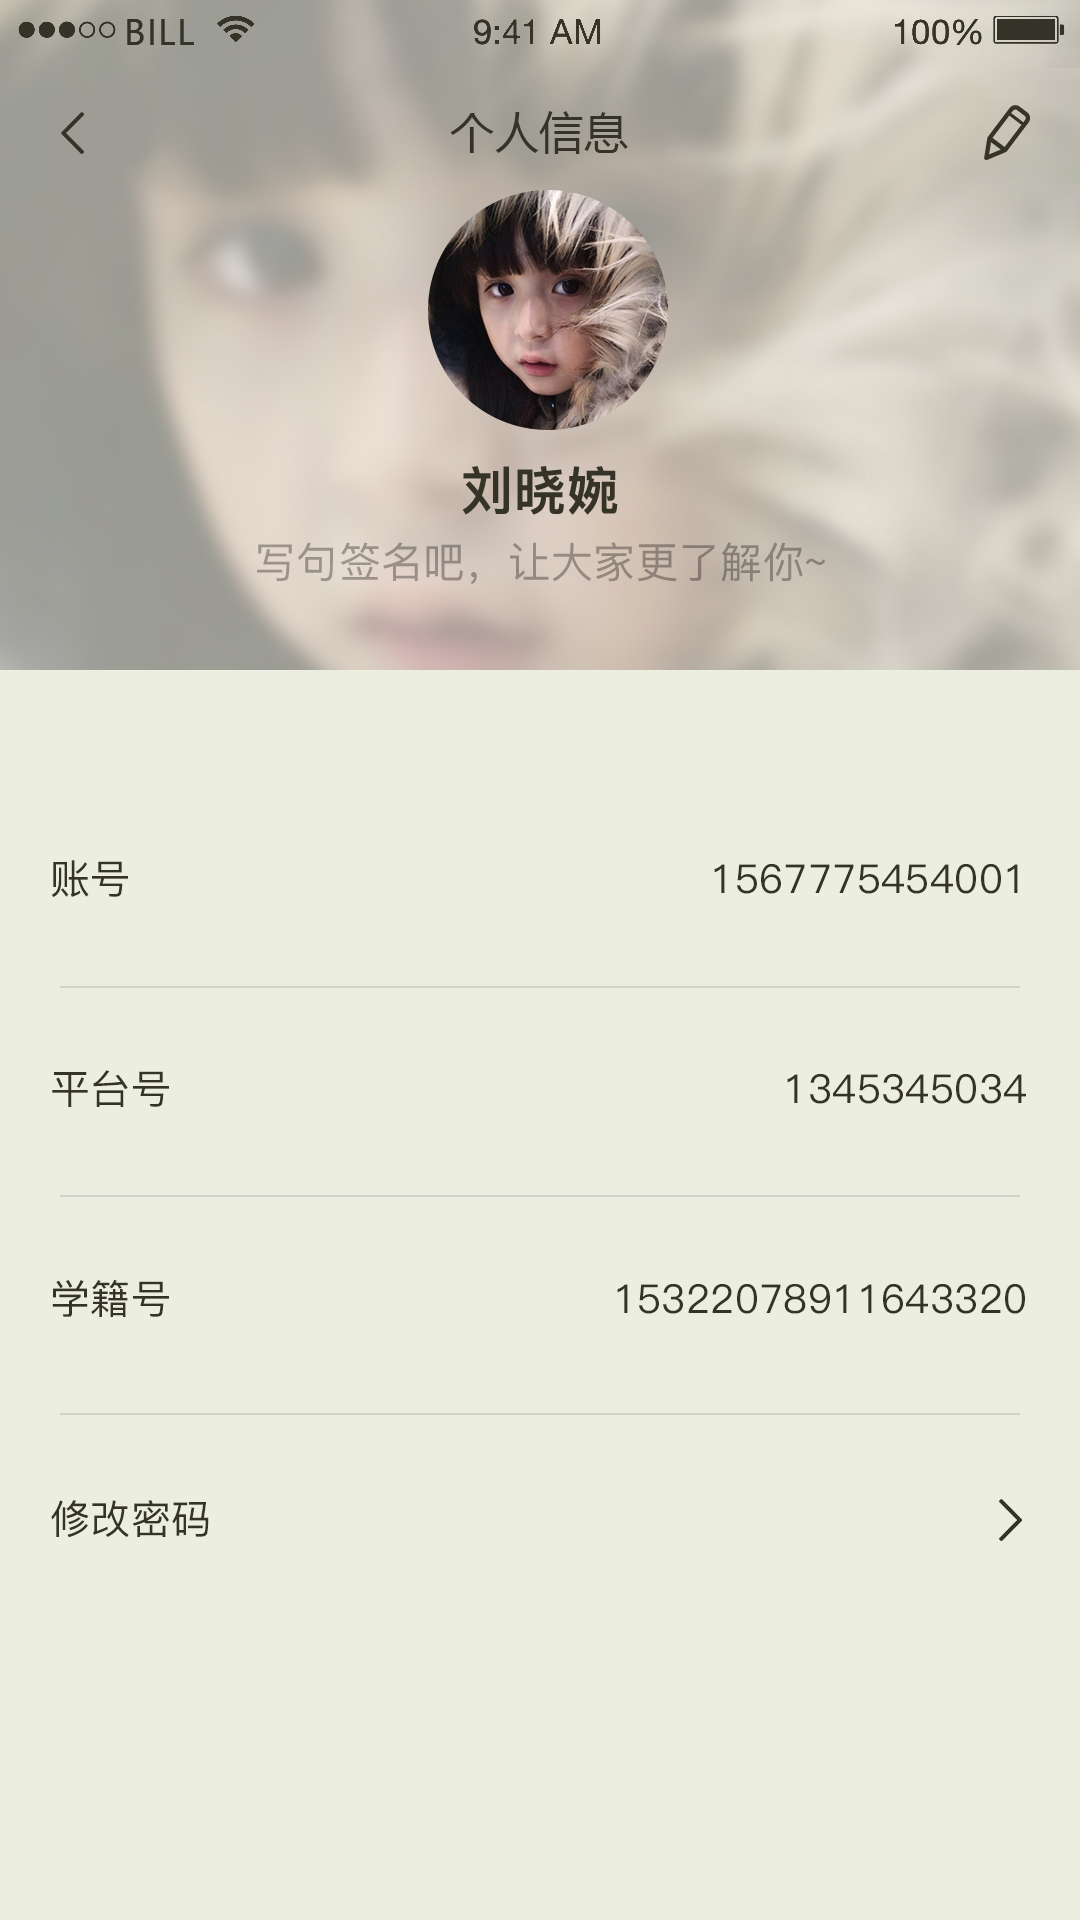 BILL 9:41 AM 100%
个人信息
刘晓婉
写句签名吧，让大家更了解你~
账号 1567775454001
平台号 1345345034
学籍号 15322078911643320
修改密码